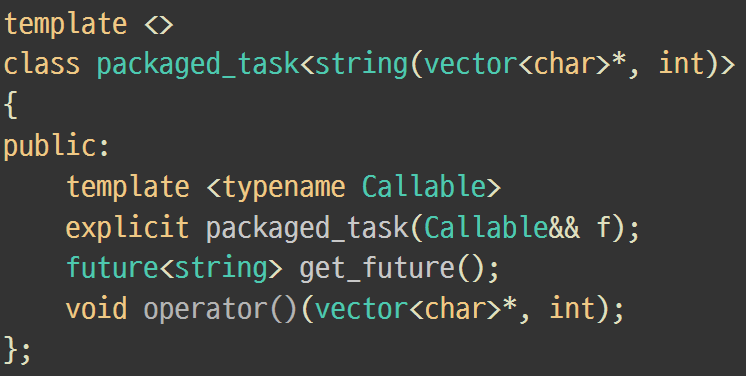 template <>
class packaged_task<string(vector<char>*, int)>
{
public:
    template <typename Callable>
    explicit packaged_task(Callable&& f);
    future<string> get_future();
    void operator()(vector<char>*, int);
};